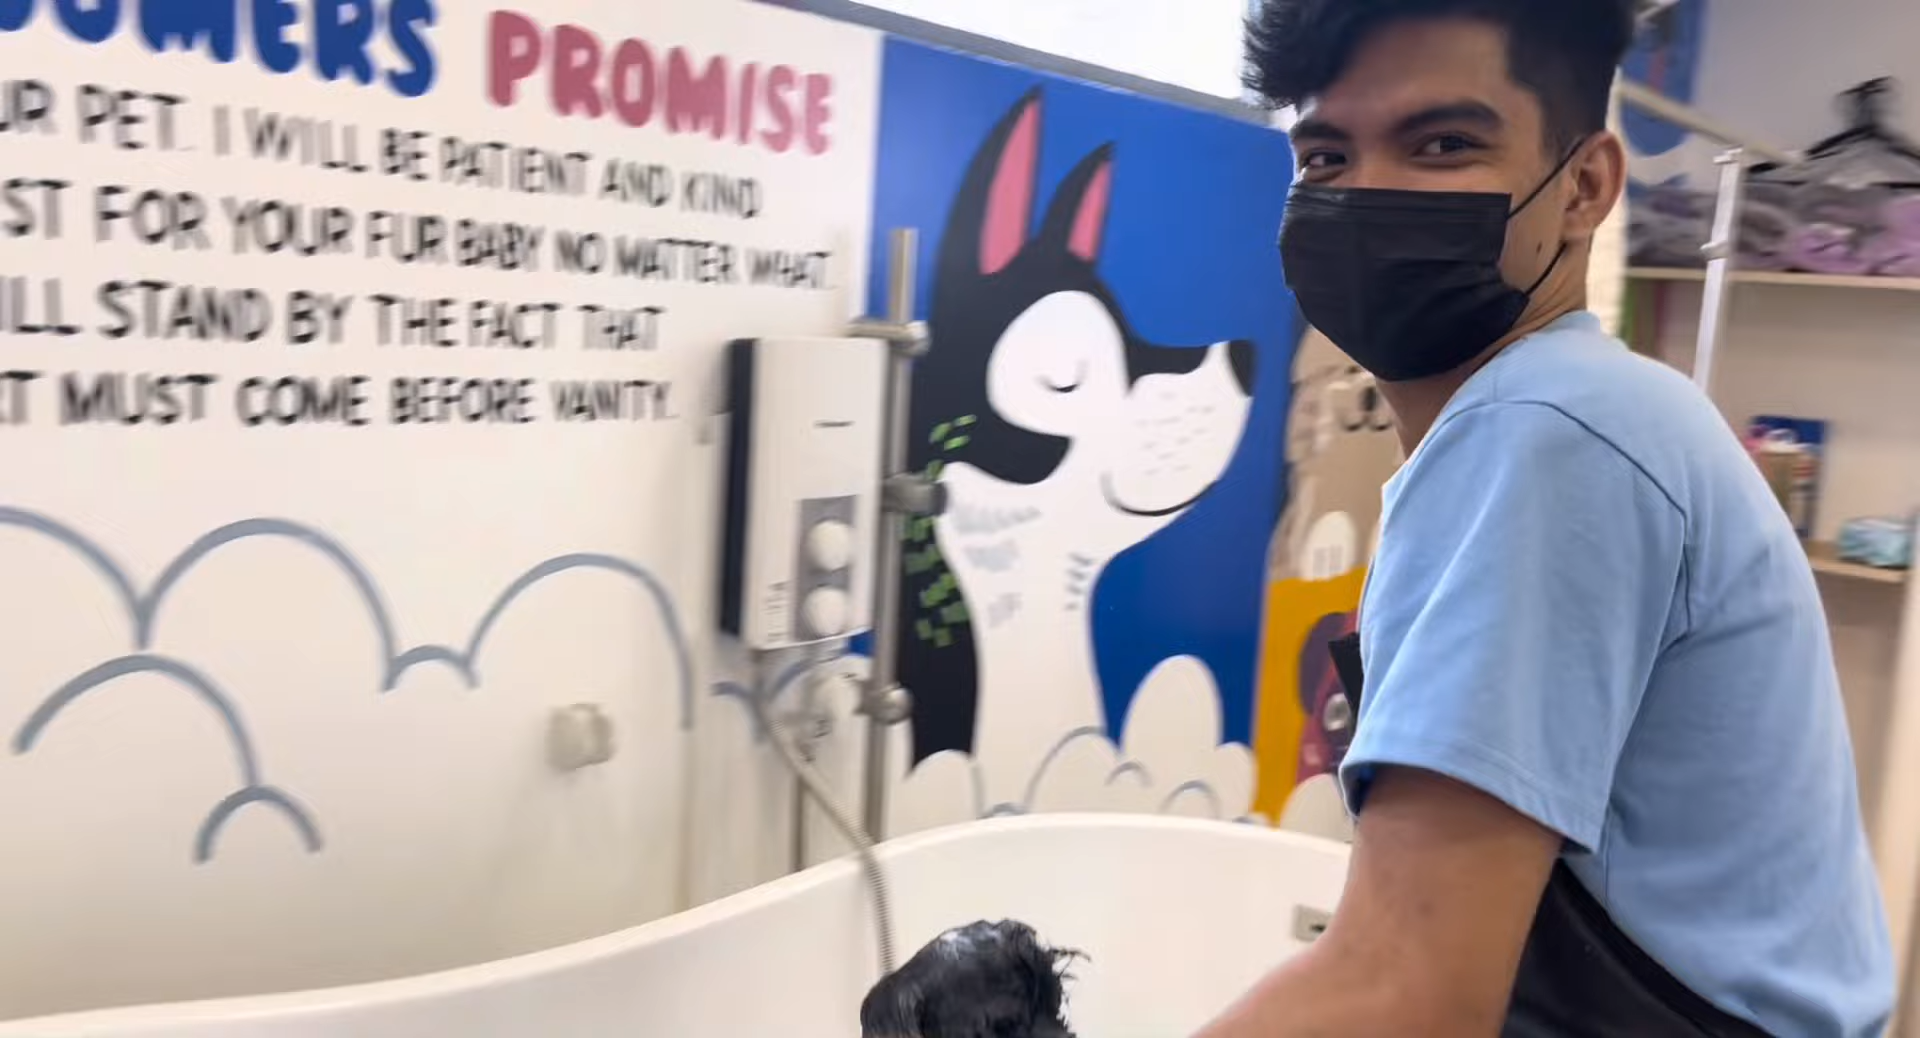 OOMERS PROMISE
UR PET. I WILL BE PATIENT AND KIND
ST FOR YOUR FUR BABY NO MATTER WHAT.
ILL STAND BY THE FACT THAT
RT MUST COME BEFORE VANITY.